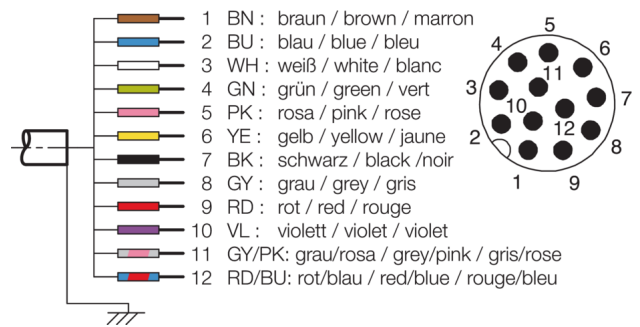 1 BN : braun / brown / marron
2 BU : blau / blue / bleu
3 WH : weiß / white / blanc
4 GN : grün / green / vert
5 PK : rosa / pink / rose
6 YE : gelb / yellow / jaune
7 BK : schwarz / black /noir
8 GY : grau / grey / gris
9 RD : rot / red / rouge
10 VL : violett / violet / violet
11 GY/PK: grau/rosa / grey/pink / gris/rose
12 RD/BU: rot/blau / red/blue / rouge/bleu
5
4 6
11
3 7
10
12
2 8
1 9